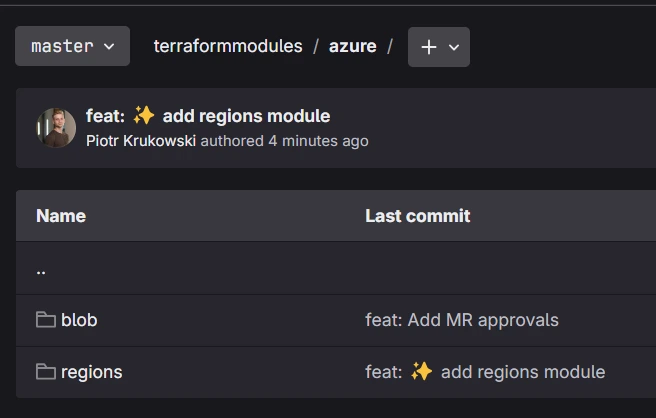 master terraformmodules / azure / +
feat: ✨ add regions module
Piotr Krukowski authored 4 minutes ago
Name Last commit
..
blob feat: Add MR approvals
regions feat: ✨ add regions module